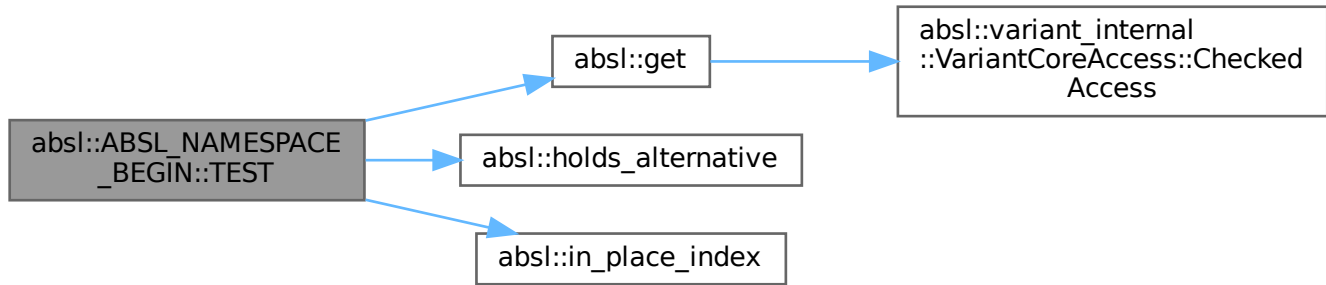 absl::ABSL_NAMESPACE
_BEGIN::TEST
absl::get
absl::variant_internal
::VariantCoreAccess::Checked
Access
absl::holds_alternative
absl::in_place_index